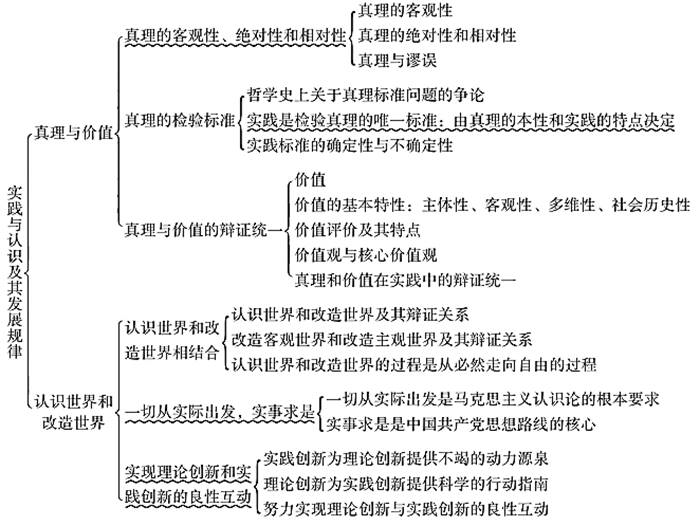 实践与认识及其发展规律
真理与价值
真理的客观性、绝对性和相对性
真理的客观性
真理的绝对性和相对性
真理与谬误
真理的检验标准
哲学史上关于真理标准问题的争论
实践是检验真理的唯一标准：由真理的本性和实践的特点决定
实践标准的确定性与不确定性
真理与价值的辩证统一
价值
价值的基本特性：主体性、客观性、多维性、社会历史性
价值评价及其特点
价值观与核心价值观
真理和价值在实践中的辩证统一
认识世界和
改造世界
认识世界和改
造世界相结合
认识世界和改造世界及其辩证关系
改造客观世界和改造主观世界及其辩证关系
认识世界和改造世界的过程是从必然走向自由的过程
一切从实际出发，实事求是
一切从实际出发是马克思主义认识论的根本要求
实事求是是中国共产党思想路线的核心
实现理论创新和实
践创新的良性互动
实践创新为理论创新提供不竭的动力源泉
理论创新为实践创新提供科学的行动指南
努力实现理论创新与实践创新的良性互动